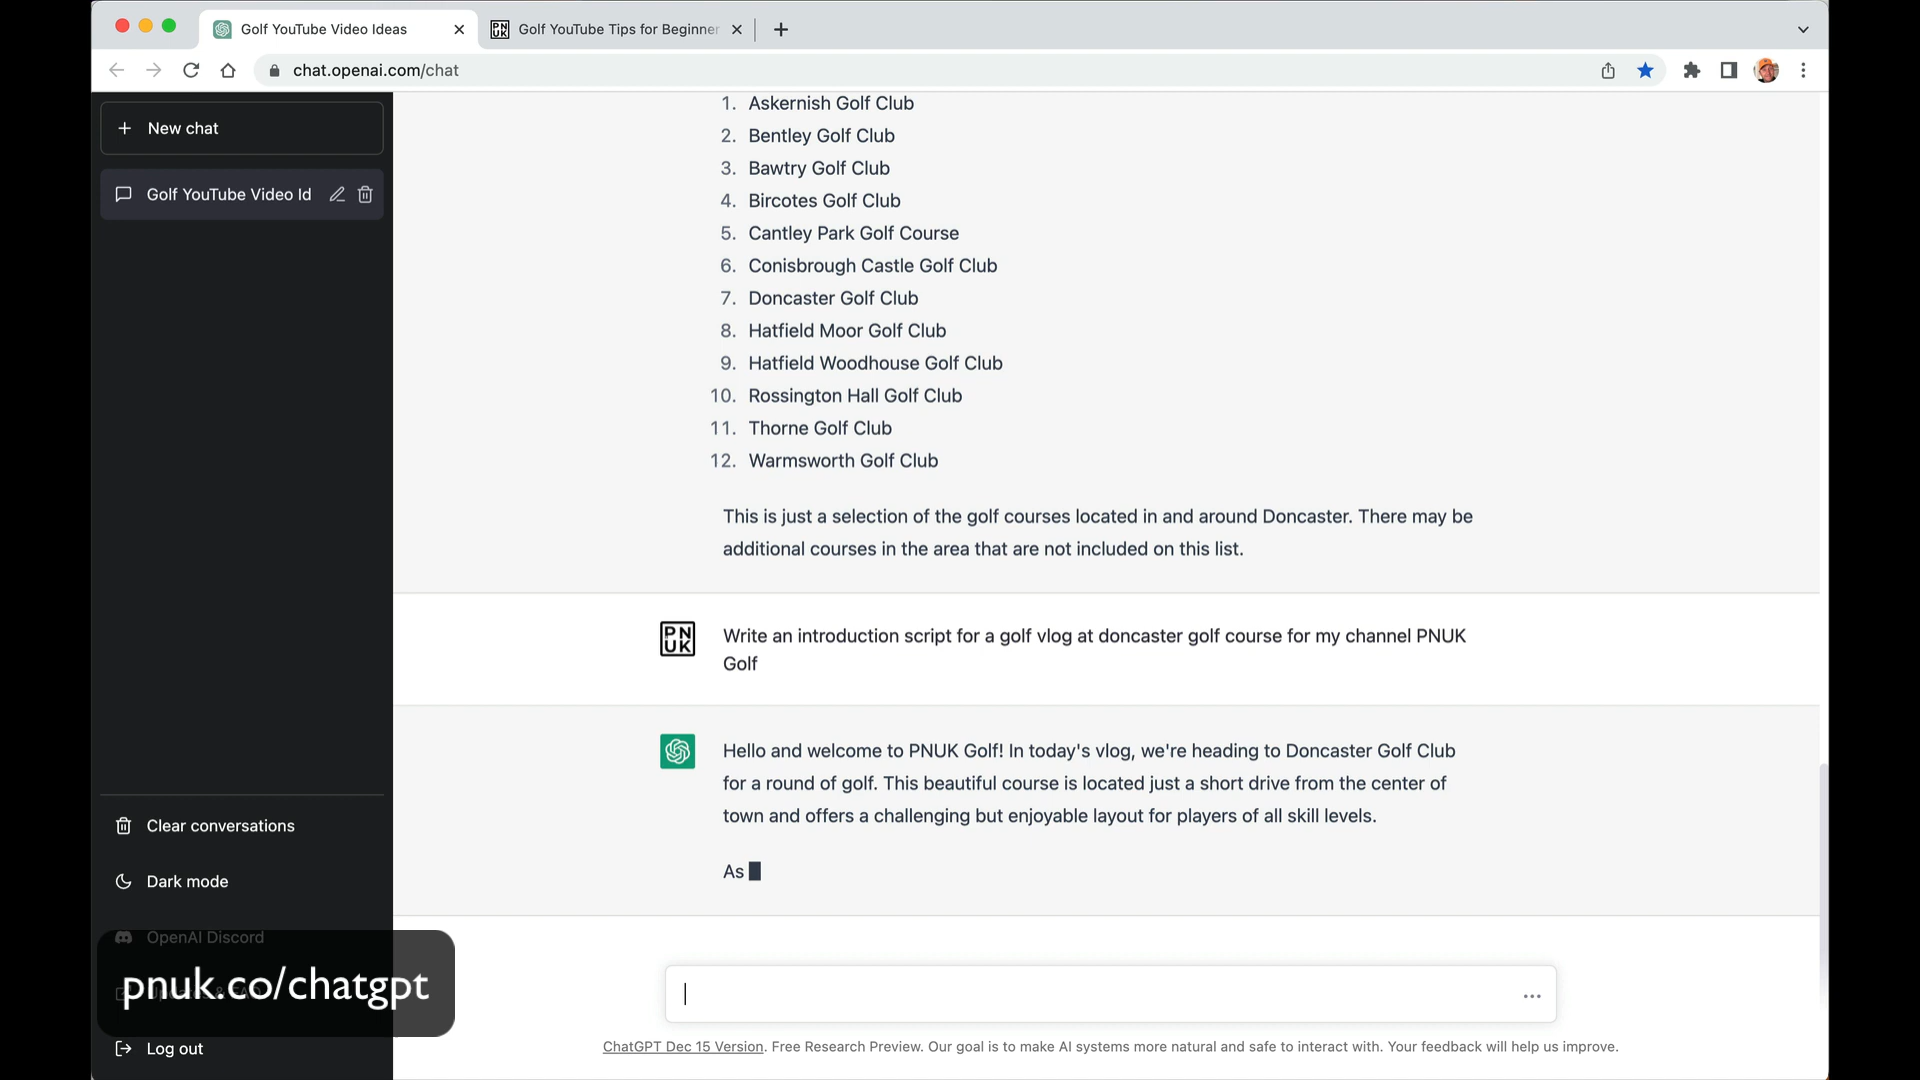 Golf YouTube Video Ideas
Golf YouTube Tips for Beginner
chat.openai.com/chat
New chat
Golf YouTube Video Id
1. Askernish Golf Club
2. Bentley Golf Club
3. Bawtry Golf Club
4. Bircotes Golf Club
5. Cantley Park Golf Course
6. Conisbrough Castle Golf Club
7. Doncaster Golf Club
8. Hatfield Moor Golf Club
9. Hatfield Woodhouse Golf Club
10. Rossington Hall Golf Club
11. Thorne Golf Club
12. Warmsworth Golf Club
This is just a selection of the golf courses located in and around Doncaster. There may be
additional courses in the area that are not included on this list.
PN
UK
Write an introduction script for a golf vlog at doncaster golf course for my channel PNUK
Golf
Hello and welcome to PNUK Golf! In today's vlog, we're heading to Doncaster Golf Club
for a round of golf. This beautiful course is located just a short drive from the center of
town and offers a challenging but enjoyable layout for players of all skill levels.
As
Clear conversations
Dark mode
OpenAI Discord
pnuk.co/chatgpt
Log out
ChatGPT Dec 15 Version. Free Research Preview. Our goal is to make AI systems more natural and safe to interact with. Your feedback will help us improve.